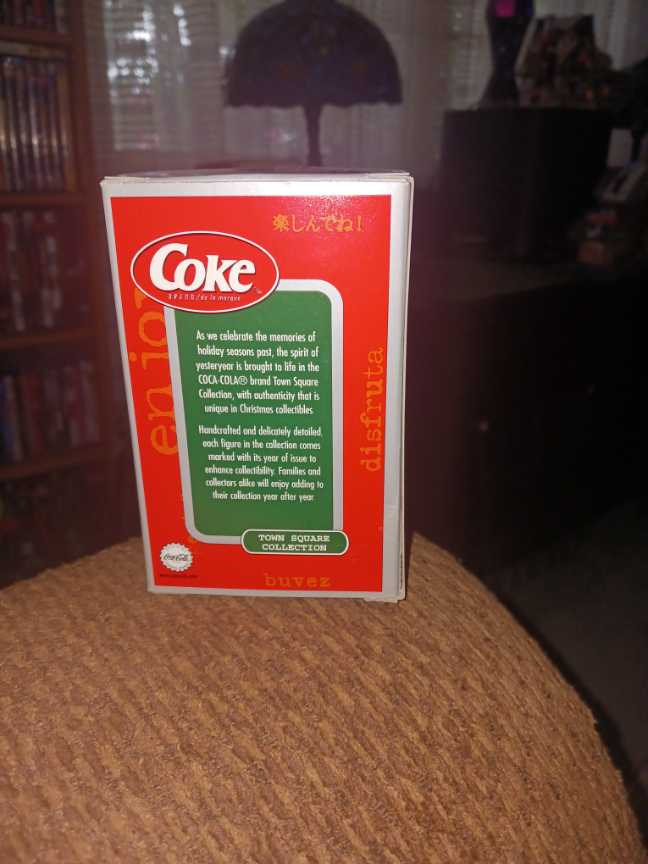 楽しんでね!
Coke
BRAND/de la marque
enjoy
As we celebrate the memories of
holiday seasons past, the spirit of
yesteryear is brought to life in the
COCA-COLA® brand Town Square
Collection, with authenticity that is
unique in Christmas collectibles
Handcrafted and delicately detailed,
each figure in the collection comes
marked with its year of issue to
enhance collectibility. Families and
collectors alike will enjoy adding to
their collection year after year
disfruta
TOWN SQUARE
COLLECTION
Coca-Cola
buvez